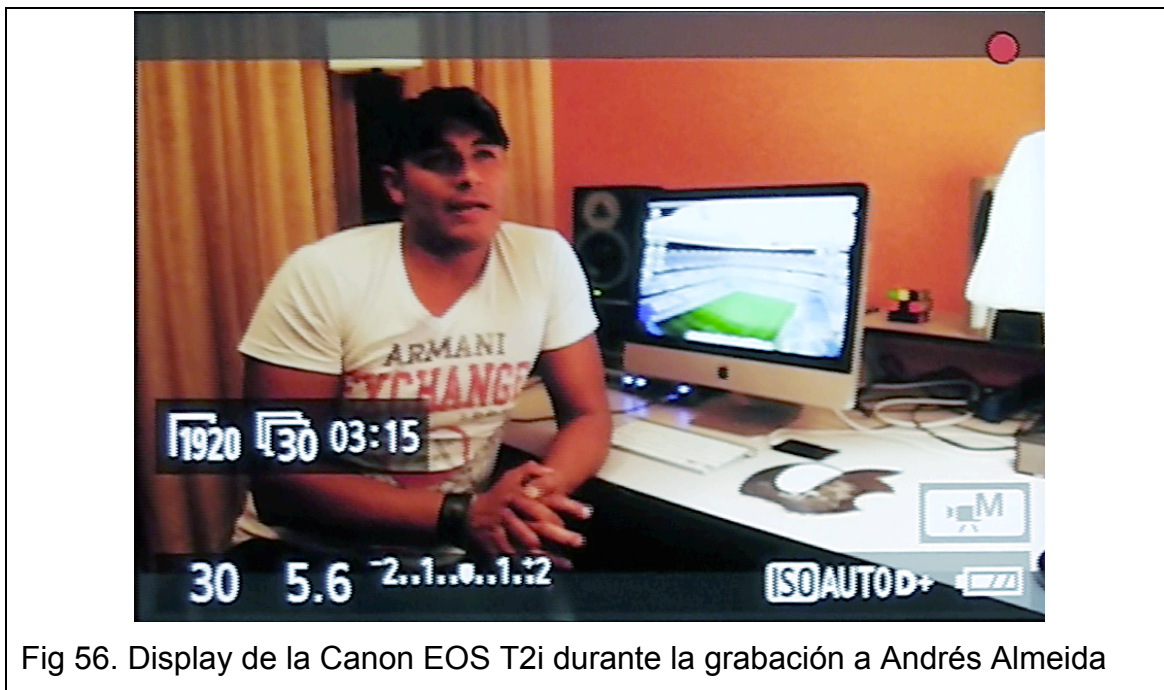 ARMANI
EXCHANGE
1920 30 03:15
M
30 5.6 -2..1..0..1..+2 ISO AUTO D+
Fig 56. Display de la Canon EOS T2i durante la grabación a Andrés Almeida